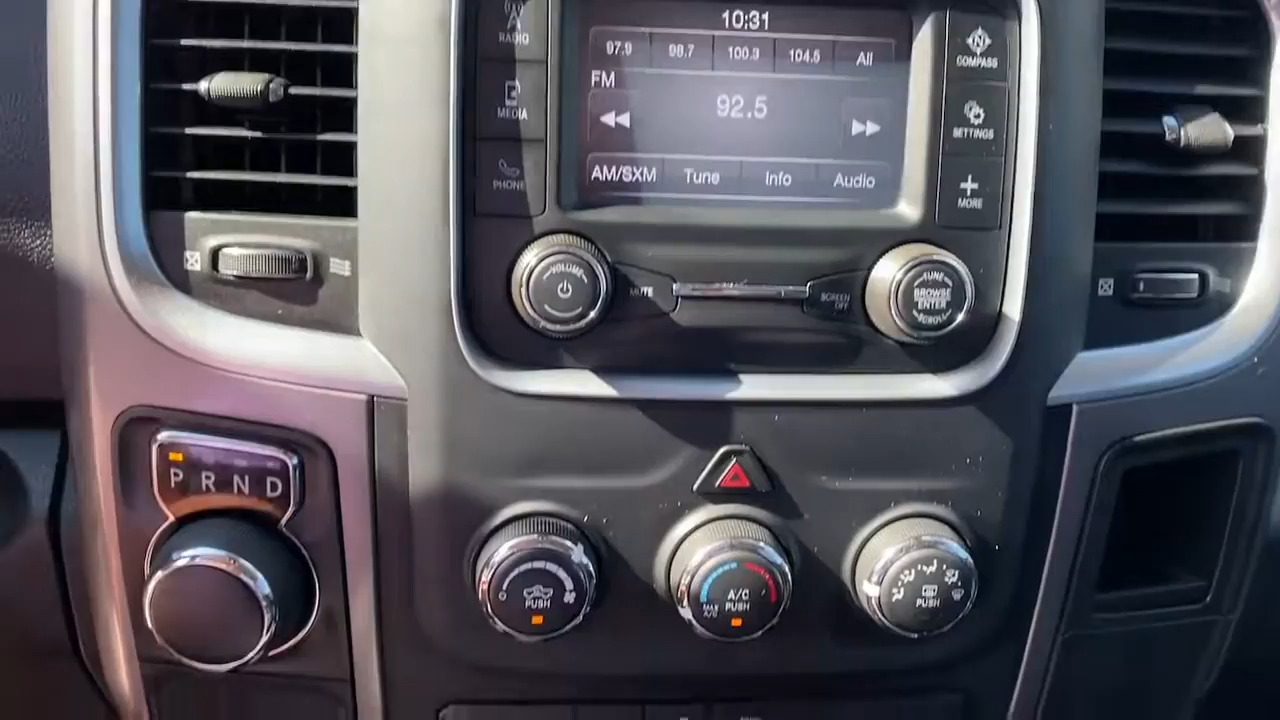 10:31
RADIO
97.9 98.7 100.3 104.5 All
FM
92.5
MEDIA
PHONE
AM/SXM Tune Info Audio
N
COMPASS
SETTINGS
MORE
VOLUME
MUTE
SCREEN
OFF
TUNE
BROWSE
ENTER
SCROLL
P R N D
O
PUSH
A/C
PUSH
MAX
A/C
PUSH